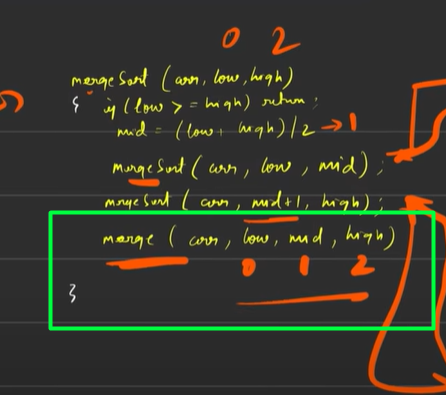 0 2
mergeSort (arr, low, high)
{ if (low >= high) return;
mid = (low + high)/2 → 1
mergeSort (arr, low, mid);
mergeSort (arr, mid+1, high);
merge (arr, low, mid, high)
0 1 2
}